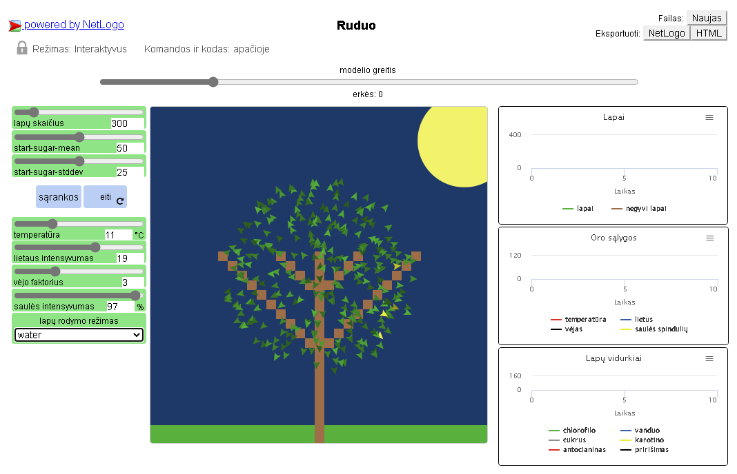 powered by NetLogo
Ruduo
Failas: Naujas
Eksportuoti: NetLogo HTML
Režimas: Interaktyvus Komandos ir kodas: apačioje
modelio greitis
erkės: 0
lapų skaičius 300
start-sugar-mean 50
start-sugar-stddev 25
sąrankos eiti
temperatūra 11 °C
lietaus intensyvumas 19
vėjo faktorius 3
saulės intensyvumas 97 %
lapų rodymo režimas
water
Lapai
400
0
0 5 10
Laikas
lapai negyvi lapai
Oro sąlygos
120
0
0 5 10
Laikas
temperatūra lietus
vėjas saulės spindulių
Lapų vidurkiai
160
0
0 5 10
Laikas
chlorofilo vanduo
cukrus karotino
antocianinas pririšimas